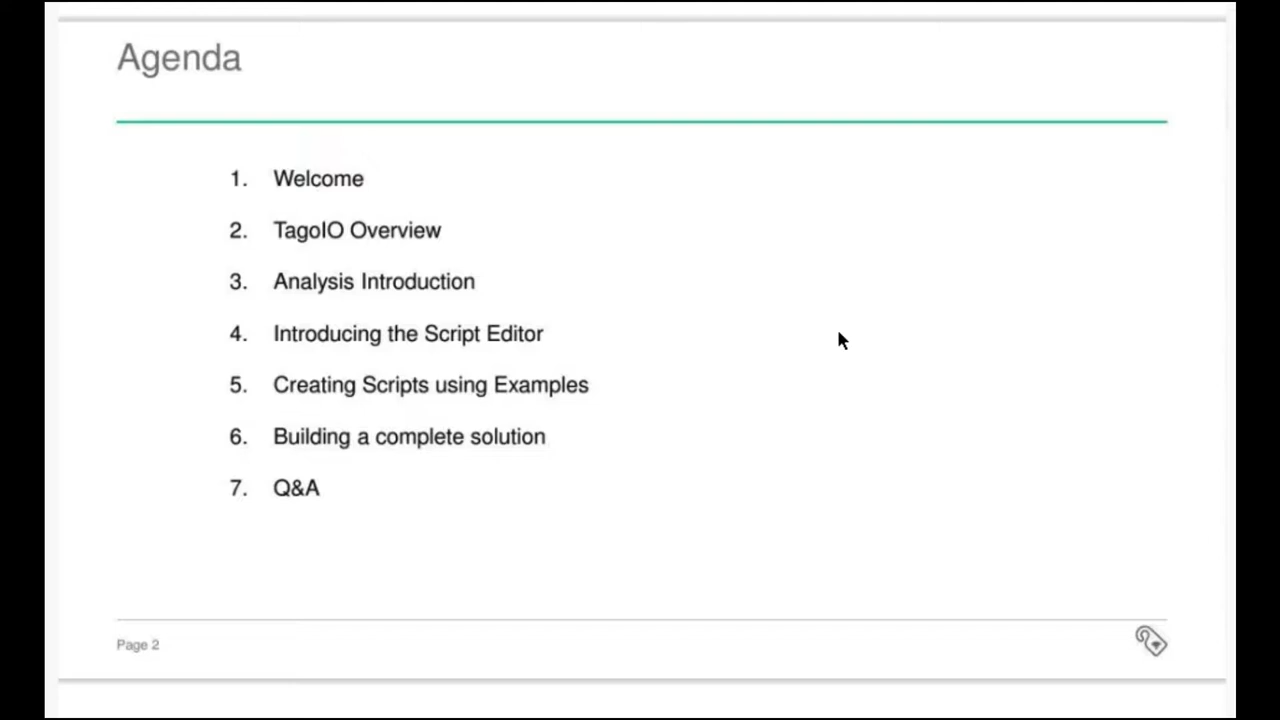 Agenda
1. Welcome
2. TagoIO Overview
3. Analysis Introduction
4. Introducing the Script Editor
5. Creating Scripts using Examples
6. Building a complete solution
7. Q&A
Page 2